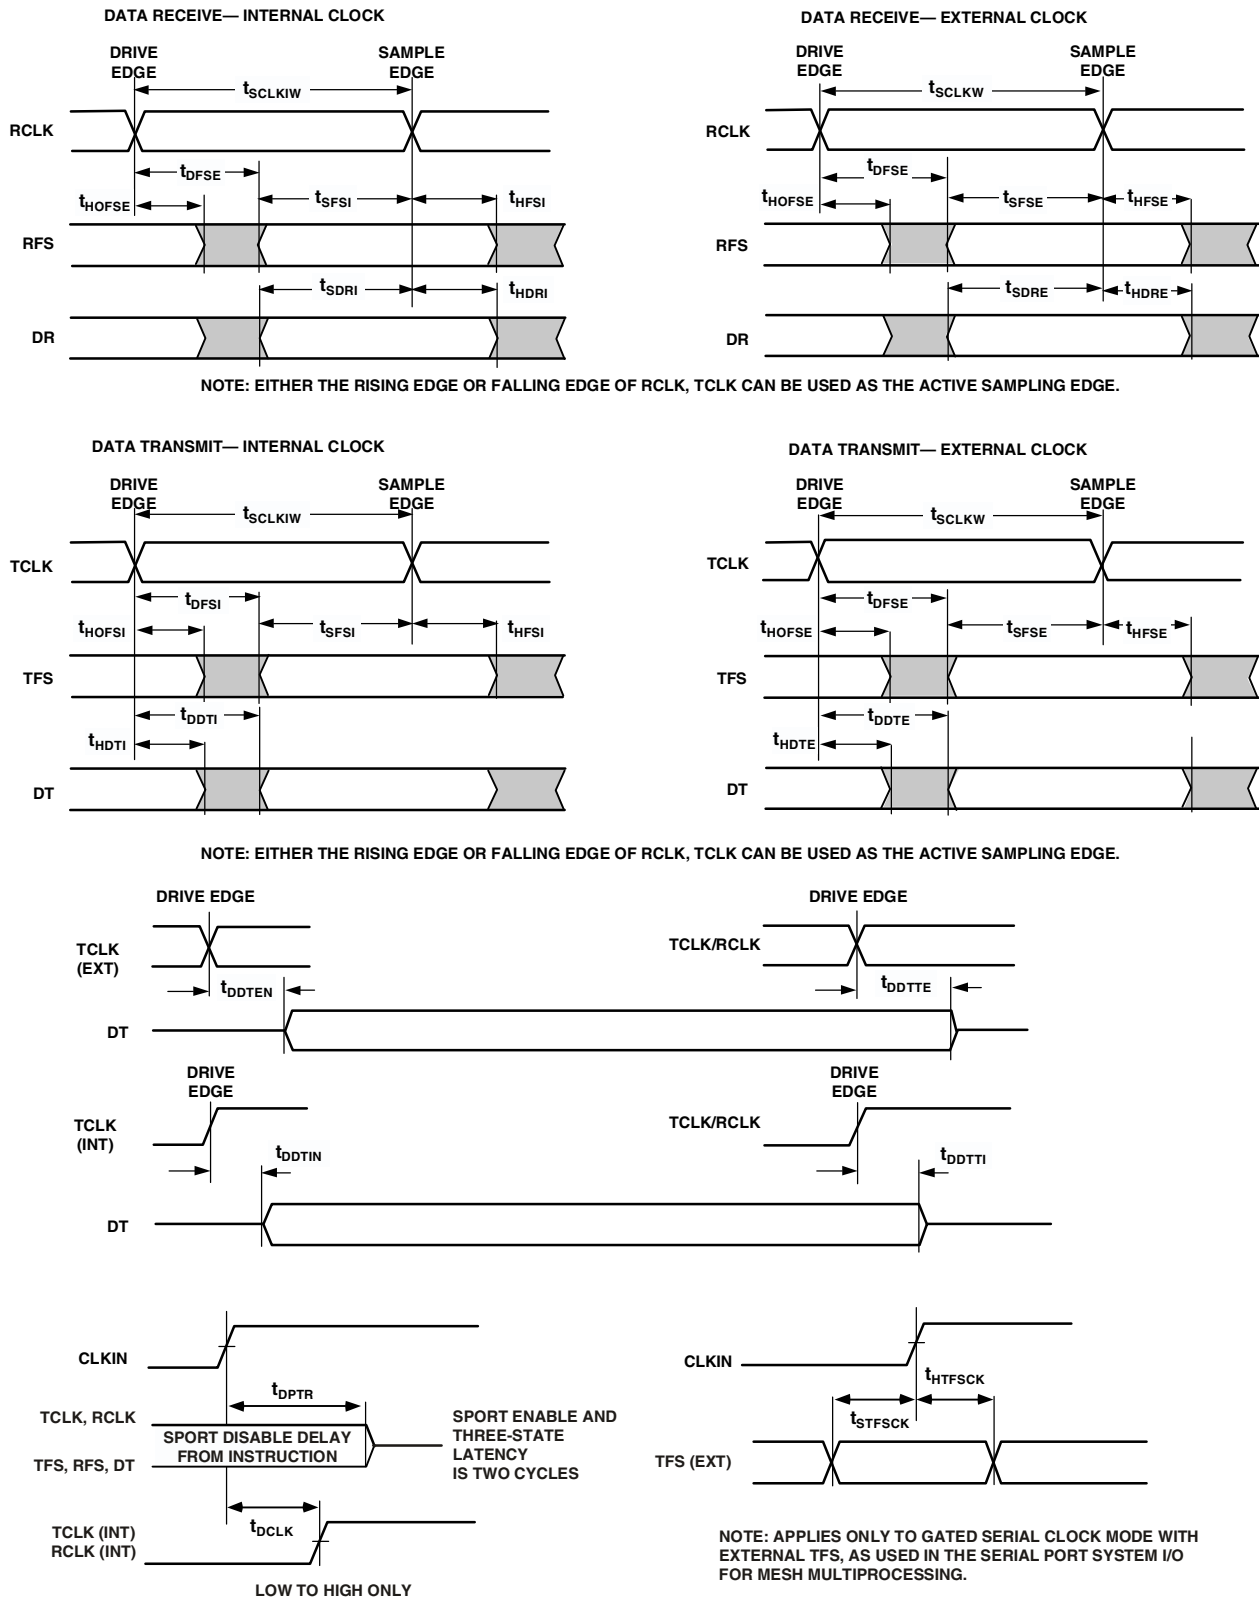 DATA RECEIVE— INTERNAL CLOCK
DRIVE EDGE
SAMPLE EDGE
tSCLKIW
RCLK
tDFSE
tHOFSE
tSFSI
tHFSI
RFS
tSDRI
tHDRI
DR
DATA RECEIVE— EXTERNAL CLOCK
DRIVE EDGE
SAMPLE EDGE
tSCLKW
RCLK
tDFSE
tHOFSE
tSFSE
tHFSE
RFS
tSDRE
tHDRE
DR
NOTE: EITHER THE RISING EDGE OR FALLING EDGE OF RCLK, TCLK CAN BE USED AS THE ACTIVE SAMPLING EDGE.
DATA TRANSMIT— INTERNAL CLOCK
DRIVE EDGE
SAMPLE EDGE
tSCLKIW
TCLK
tDFSI
tHOFSI
tSFSI
tHFSI
TFS
tDDTI
tHDTI
DT
DATA TRANSMIT— EXTERNAL CLOCK
DRIVE EDGE
SAMPLE EDGE
tSCLKW
TCLK
tDFSE
tHOFSE
tSFSE
tHFSE
TFS
tDDTE
tHDTE
DT
NOTE: EITHER THE RISING EDGE OR FALLING EDGE OF RCLK, TCLK CAN BE USED AS THE ACTIVE SAMPLING EDGE.
DRIVE EDGE
DRIVE EDGE
TCLK
(EXT)
TCLK/RCLK
tDDTEN
tDDTTE
DT
DRIVE
EDGE
DRIVE
EDGE
TCLK
(INT)
TCLK/RCLK
tDDTIN
tDDTTI
DT
CLKIN
tDPTR
TCLK, RCLK
SPORT DISABLE DELAY
FROM INSTRUCTION
TFS, RFS, DT
SPORT ENABLE AND
THREE-STATE
LATENCY
IS TWO CYCLES
tDCLK
TCLK (INT)
RCLK (INT)
LOW TO HIGH ONLY
CLKIN
tHTFSCK
tSTFSCK
TFS (EXT)
NOTE: APPLIES ONLY TO GATED SERIAL CLOCK MODE WITH
EXTERNAL TFS, AS USED IN THE SERIAL PORT SYSTEM I/O
FOR MESH MULTIPROCESSING.